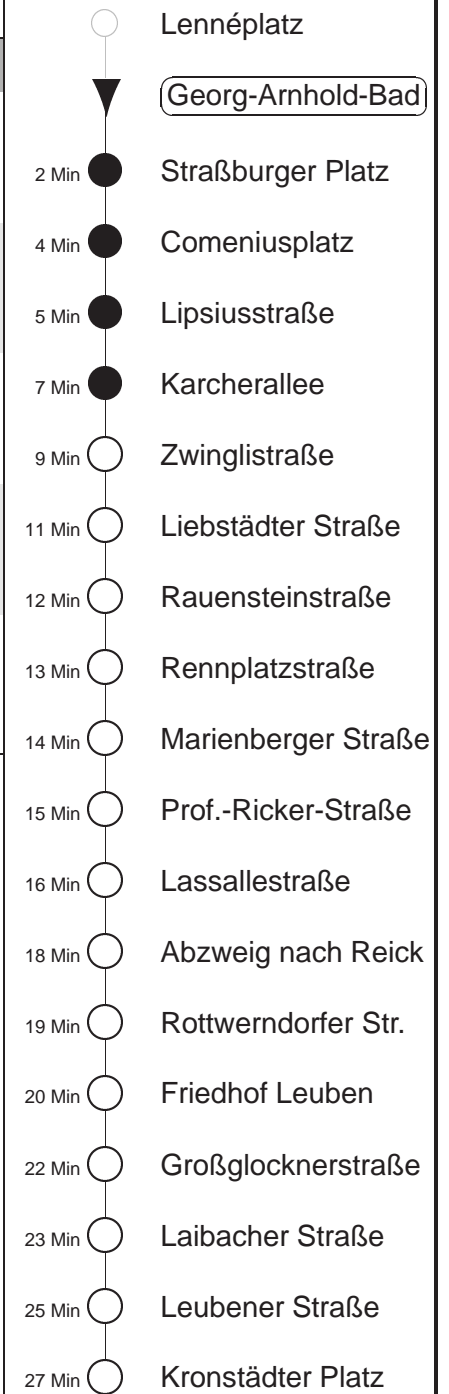 Lennéplatz
Georg-Arnhold-Bad
2 Min Straßburger Platz
4 Min Comeniusplatz
5 Min Lipsiusstraße
7 Min Karcherallee
9 Min Zwinglistraße
11 Min Liebstädter Straße
12 Min Rauensteinstraße
13 Min Rennplatzstraße
14 Min Marienberger Straße
15 Min Prof.-Ricker-Straße
16 Min Lassallestraße
18 Min Abzweig nach Reick
19 Min Rottwerndorfer Str.
20 Min Friedhof Leuben
22 Min Großglocknerstraße
23 Min Laibacher Straße
25 Min Leubener Straße
27 Min Kronstädter Platz